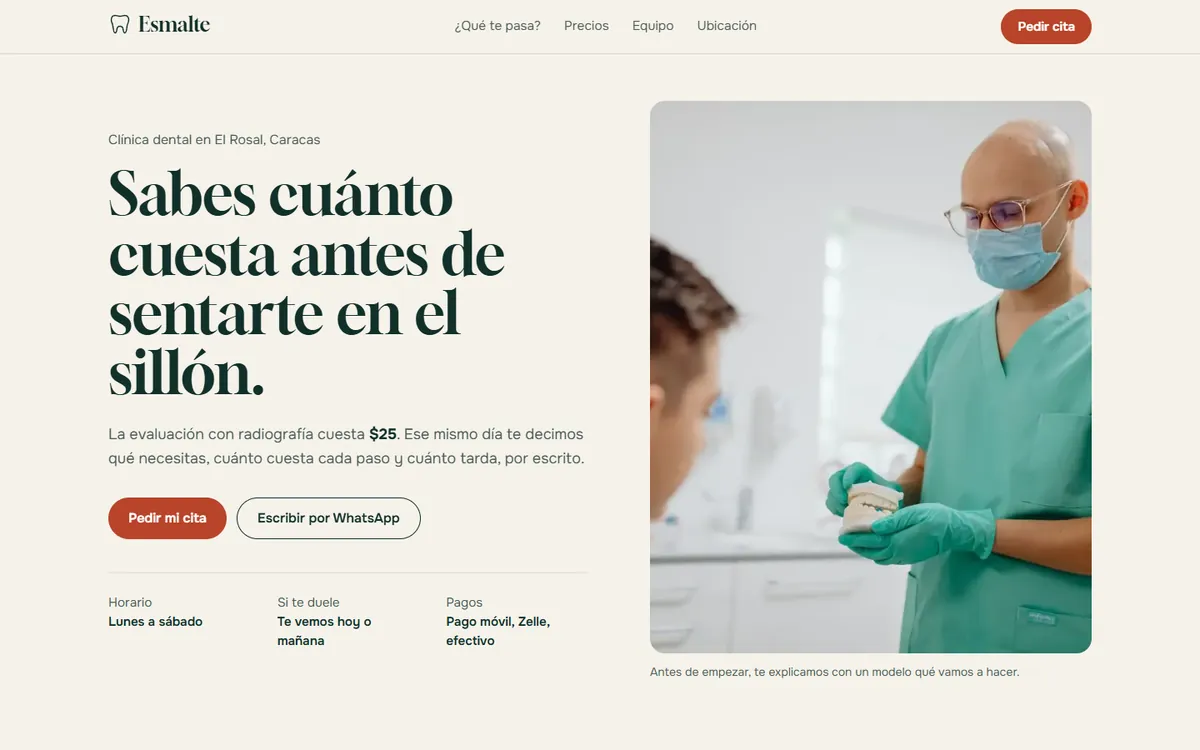 Esmalte
¿Qué te pasa?
Precios
Equipo
Ubicación
Pedir cita
Clínica dental en El Rosal, Caracas
Sabes cuánto
cuesta antes de
sentarte en el
sillón.
La evaluación con radiografía cuesta $25. Ese mismo día te decimos
qué necesitas, cuánto cuesta cada paso y cuánto tarda, por escrito.
Pedir mi cita
Escribir por WhatsApp
Horario
Lunes a sábado
Si te duele
Te vemos hoy o
mañana
Pagos
Pago móvil, Zelle,
efectivo
Antes de empezar, te explicamos con un modelo qué vamos a hacer.